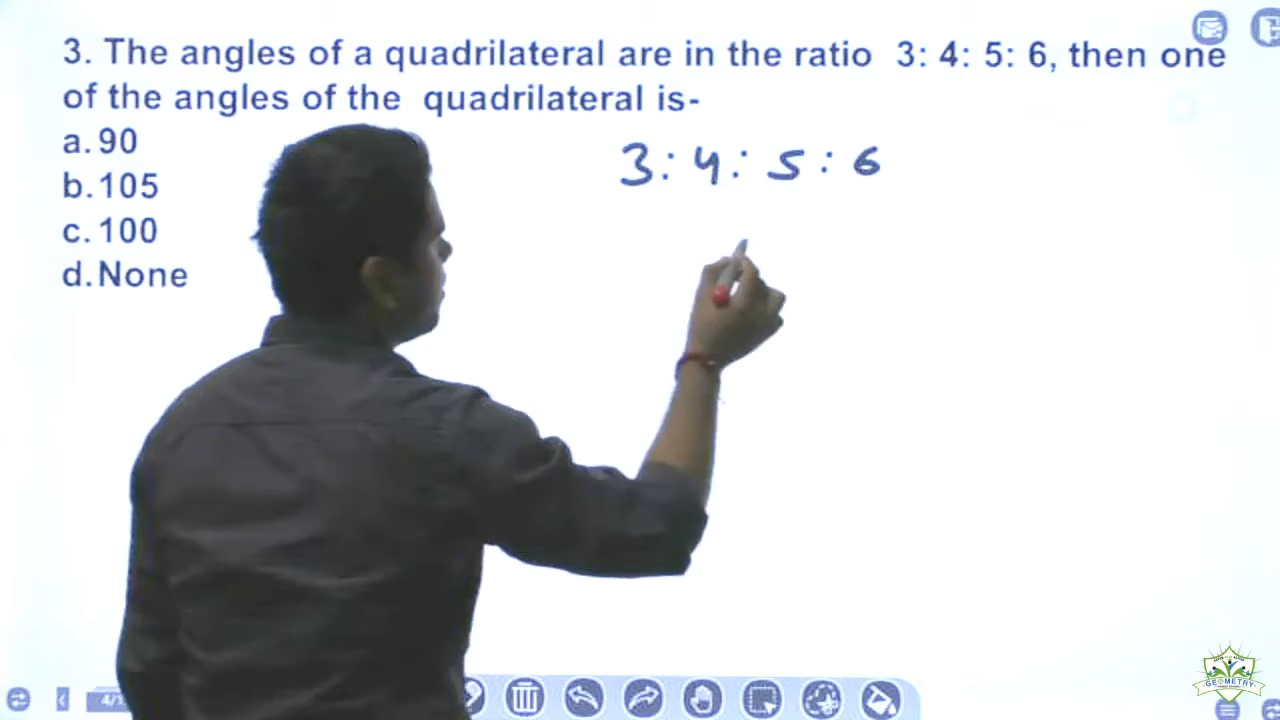 3. The angles of a quadrilateral are in the ratio 3: 4: 5: 6, then one
of the angles of the quadrilateral is-
a. 90
b. 105
c. 100
d. None
3 : 4 : 5 : 6
GEOMETRY